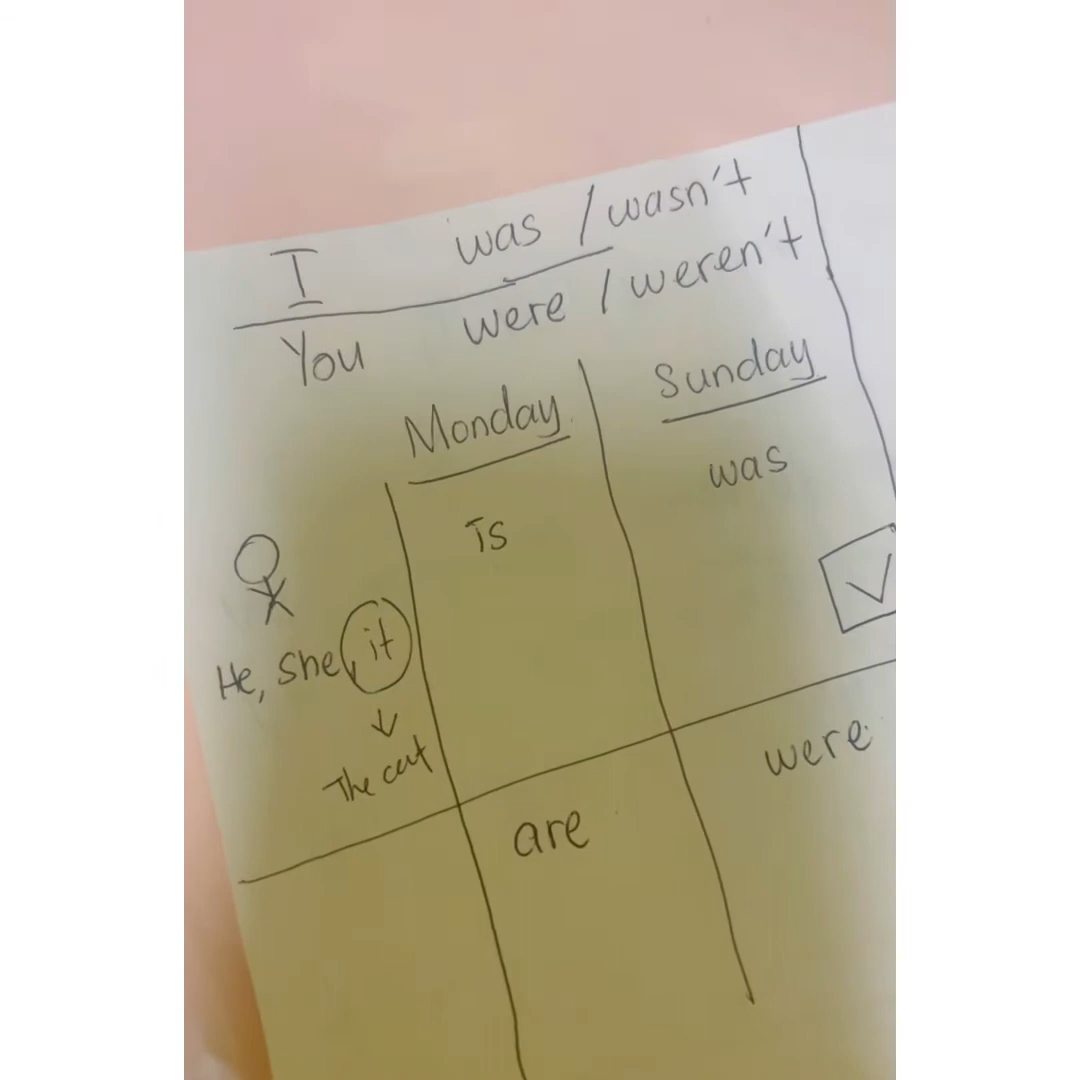 I was / wasn't
You were / weren't
Monday Sunday
is was
He, She, it
The cat
are were